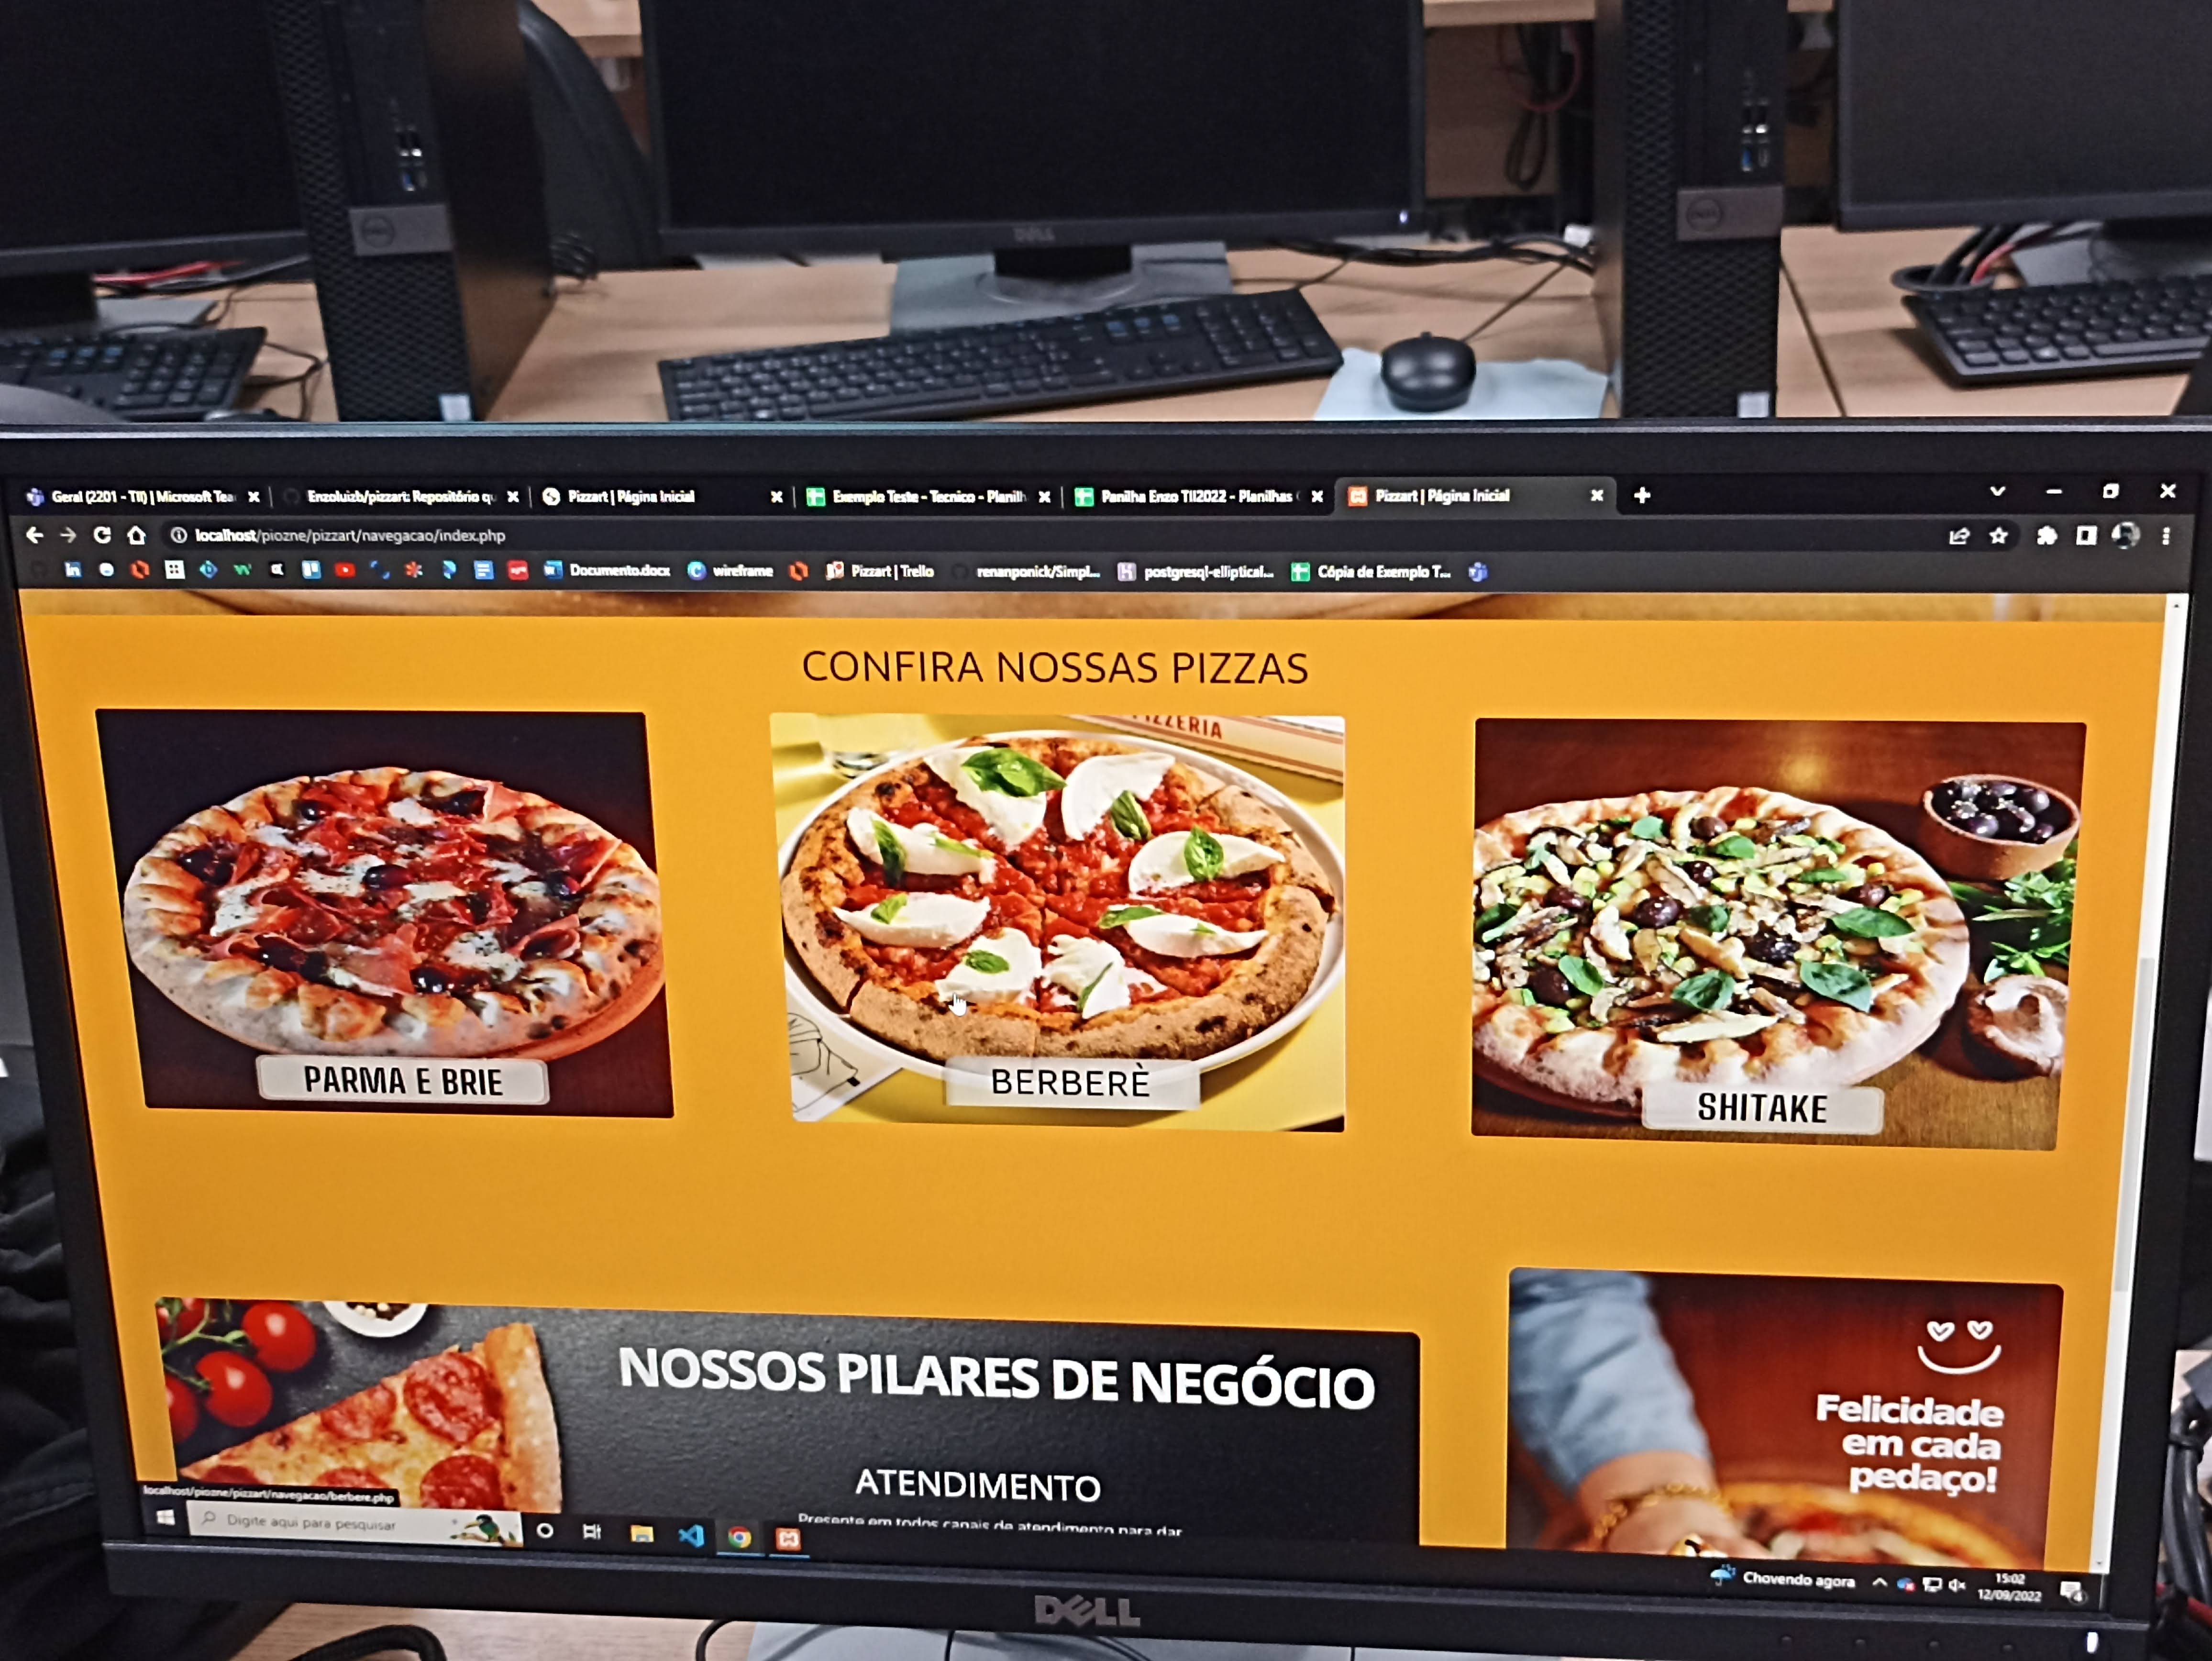 DELL
Geral (2201 - TII) | Microsoft Tea
Enzoluizb/pizzart: Repositório q
Pizzart | Página Inicial
Exemplo Teste - Tecnico - Planilh
Panilha Enzo TII2022 - Planilhas
Pizzart | Página Inicial
localhost/piozne/pizzart/navegacao/index.php
Documento.docx
wireframe
Pizzart | Trello
renanponick/Simpl...
postgresql-elliptical...
Cópia de Exemplo T...
CONFIRA NOSSAS PIZZAS
PIZZERIA
PARMA E BRIE
BERBERÈ
SHITAKE
NOSSOS PILARES DE NEGÓCIO
ATENDIMENTO
Presente em todos canais de atendimento para dar
Felicidade
em cada
pedaço!
localhost/piozne/pizzart/navegacao/berbere.php
Digite aqui para pesquisar
Chovendo agora
15:02
12/09/2022
DELL